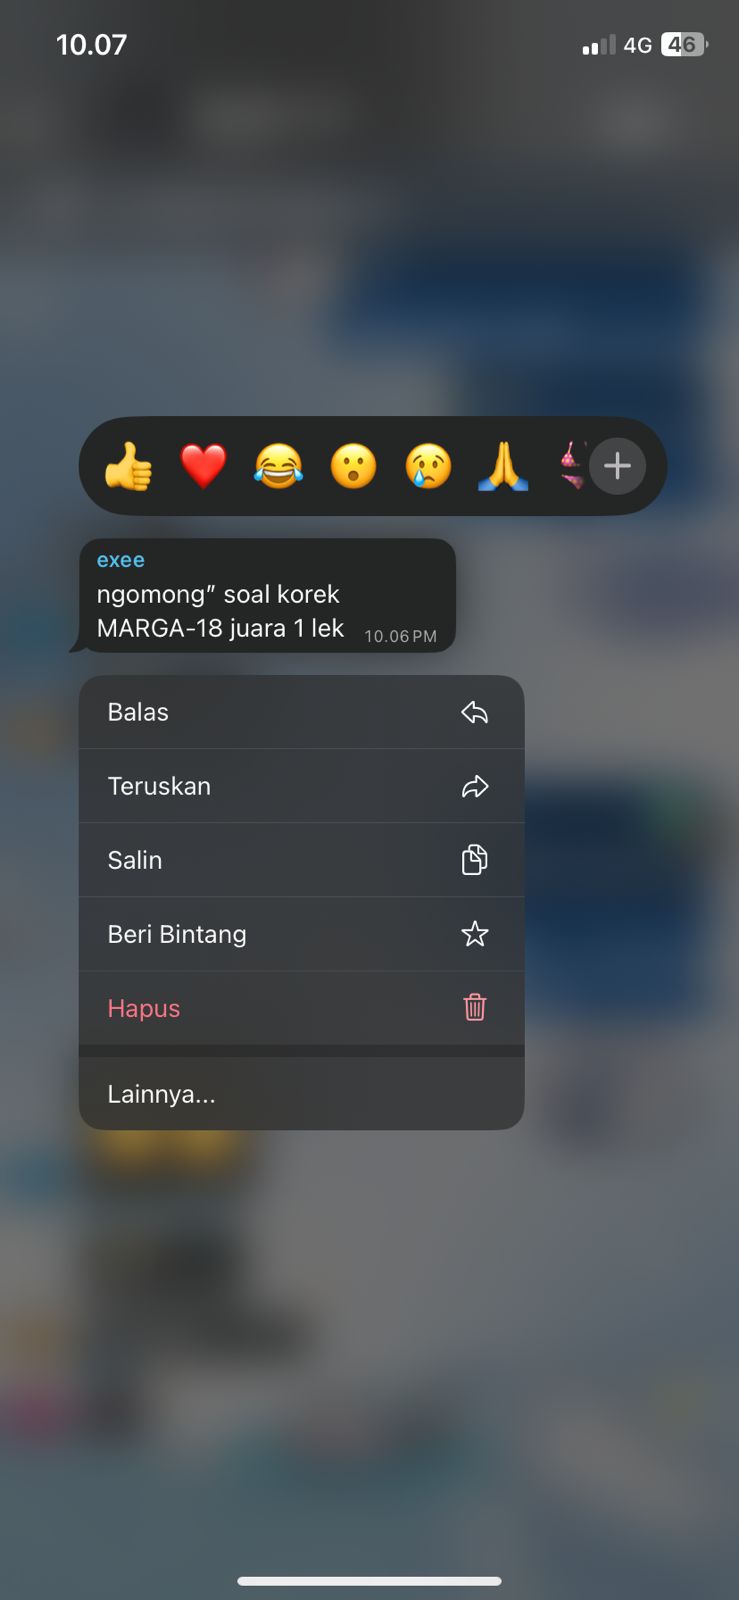 10.07
4G
46
exee
ngomong” soal korek
MARGA-18 juara 1 lek
10.06 PM
Balas
Teruskan
Salin
Beri Bintang
Hapus
Lainnya...